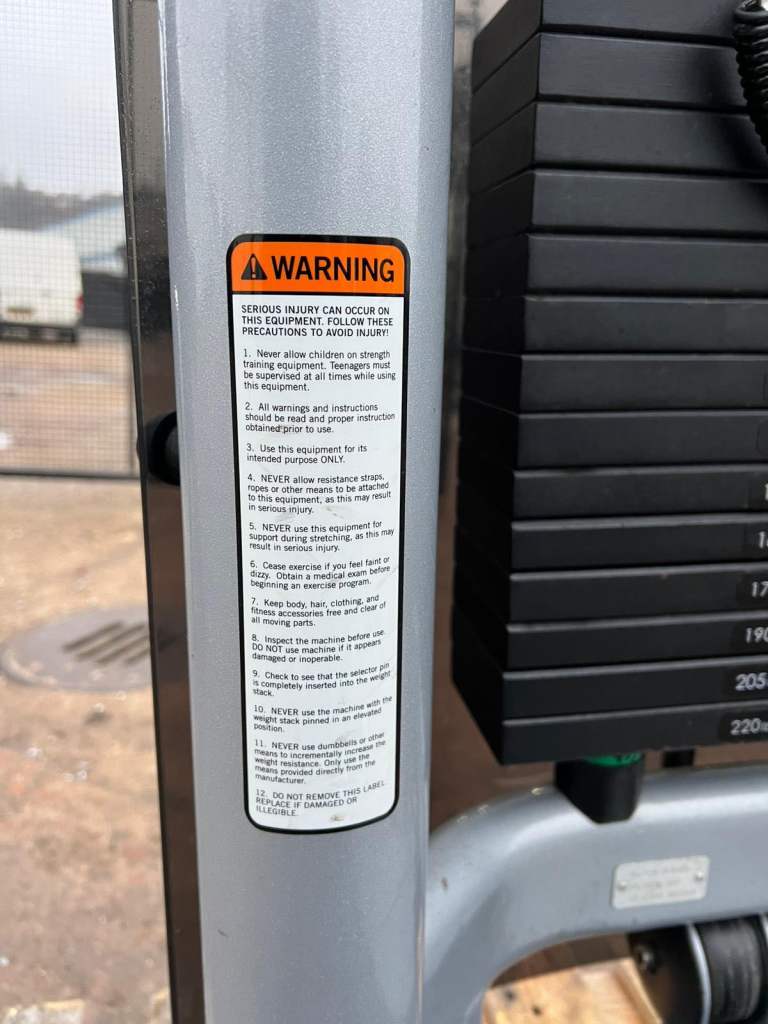 WARNING
SERIOUS INJURY CAN OCCUR ON
THIS EQUIPMENT. FOLLOW THESE
PRECAUTIONS TO AVOID INJURY!
1. Never allow children on strength
training equipment. Teenagers must
be supervised at all times while using
this equipment.
2. All warnings and instructions
should be read and proper instruction
obtained prior to use.
3. Use this equipment for its
intended purpose ONLY.
4. NEVER allow resistance straps,
ropes or other means to be attached
to this equipment, as this may result
in serious injury.
5. NEVER use this equipment for
support during stretching, as this may
result in serious injury.
6. Cease exercise if you feel faint or
dizzy. Obtain a medical exam before
beginning an exercise program.
7. Keep body, hair, clothing, and
fitness accessories free and clear of
all moving parts.
8. Inspect the machine before use.
DO NOT use machine if it appears
damaged or inoperable.
9. Check to see that the selector pin
is completely inserted into the weight
stack.
10. NEVER use the machine with the
weight stack pinned in an elevated
position.
11. NEVER use dumbbells or other
means to incrementally increase the
weight resistance. Only use the
means provided directly from the
manufacturer.
12. DO NOT REMOVE THIS LABEL
REPLACE IF DAMAGED OR
ILLEGIBLE.
1
17
190
205
220